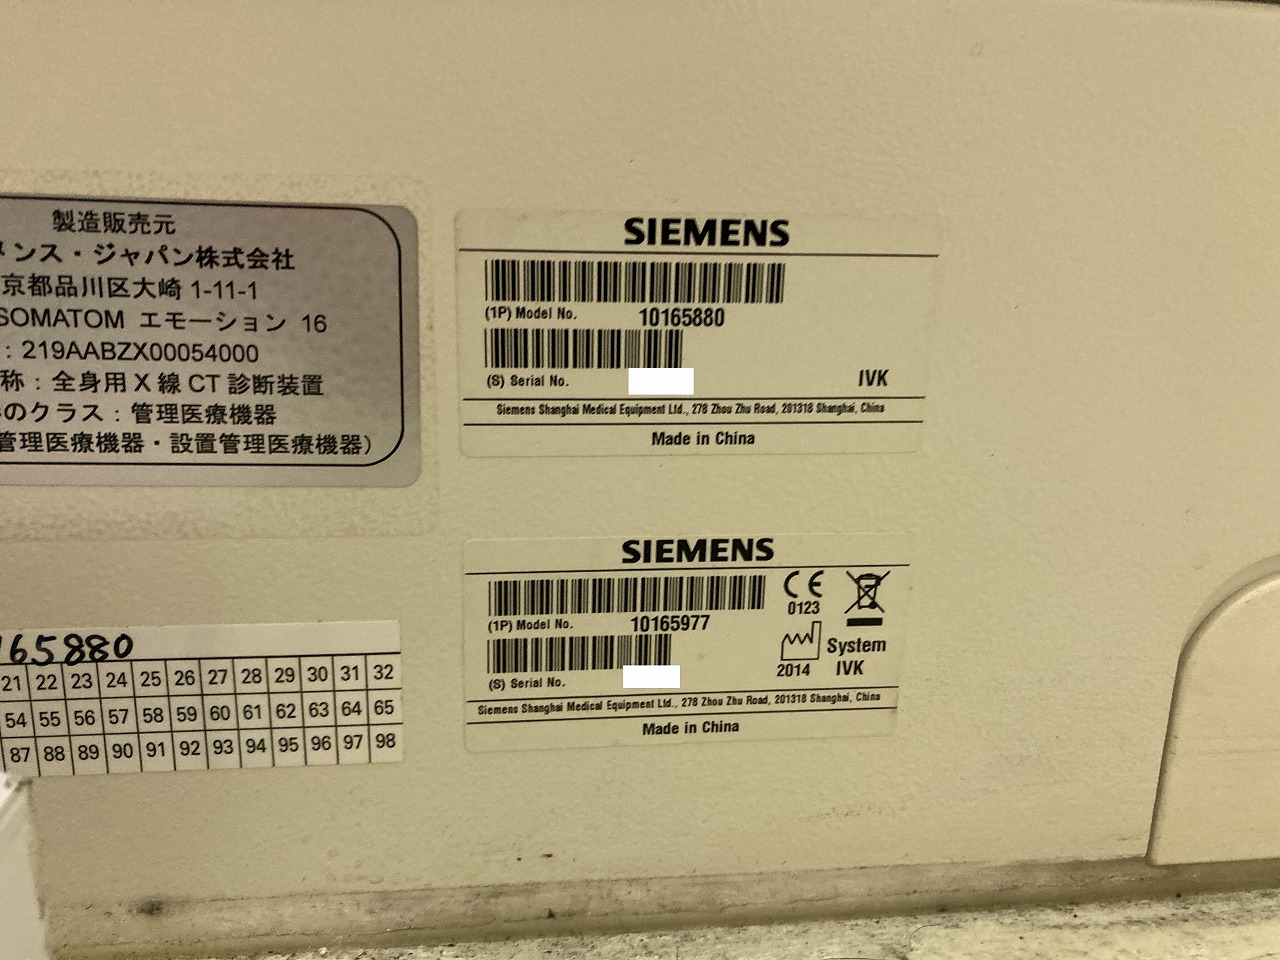 製造販売元
メンス・ジャパン株式会社
京都品川区大崎 1-11-1
SOMATOM エモーション 16
: 219AABZX00054000
称：全身用X線CT診断装置
のクラス：管理医療機器
管理医療機器・設置管理医療機器）
SIEMENS
(1P) Model No. 10165880
(S) Serial No. IVK
Siemens Shanghai Medical Equipment Ltd., 278 Zhou Zhu Road, 201318 Shanghai, China
Made in China
SIEMENS
CE
0123
(1P) Model No. 10165977
System
2014 IVK
(S) Serial No.
Siemens Shanghai Medical Equipment Ltd., 278 Zhou Zhu Road, 201318 Shanghai, China
Made in China
165880
21 22 23 24 25 26 27 28 29 30 31 32
54 55 56 57 58 59 60 61 62 63 64 65
87 88 89 90 91 92 93 94 95 96 97 98